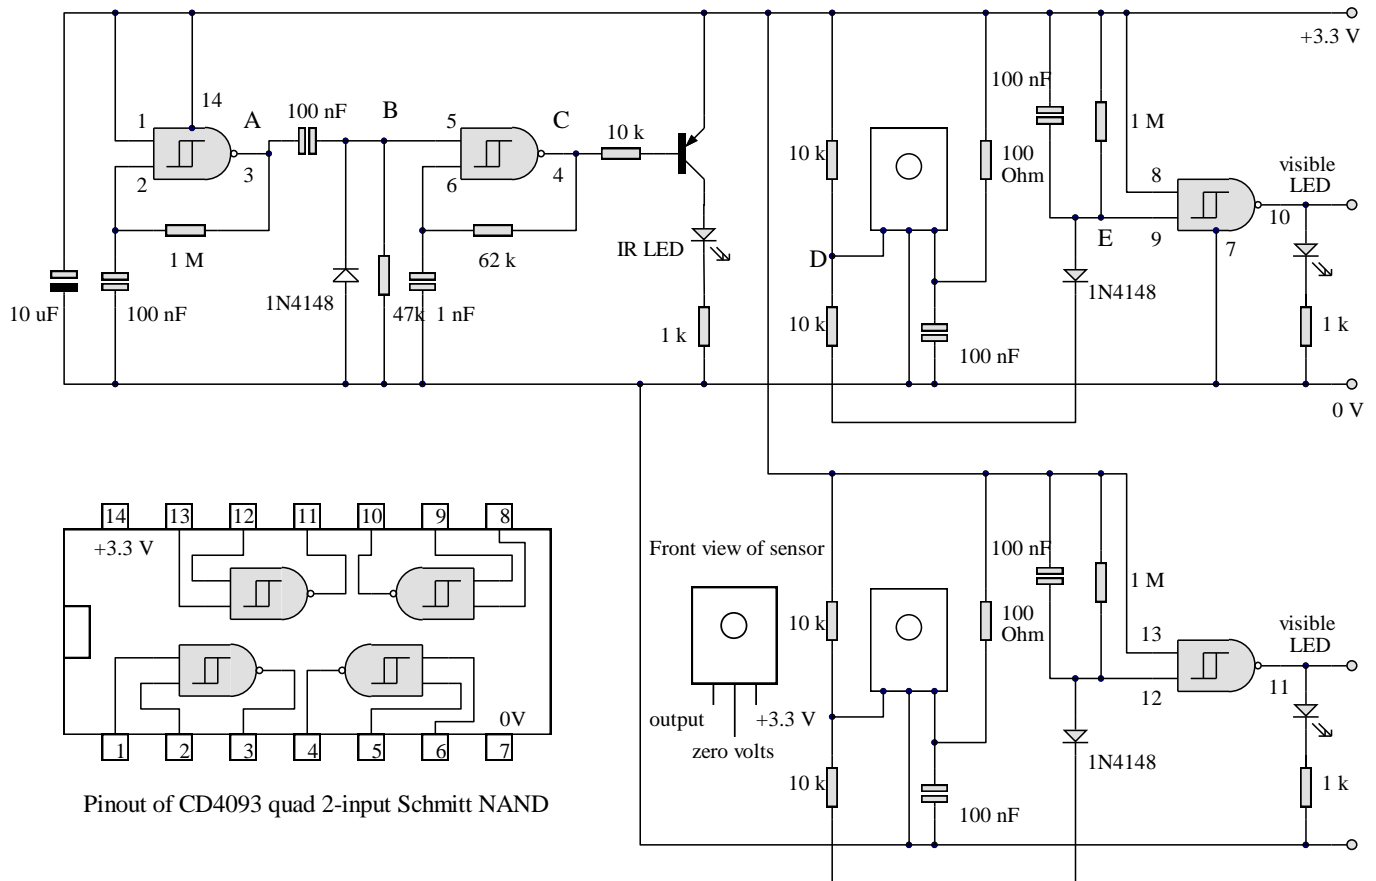 +3.3 V
14
A
100 nF
B
C
1
5
10 k
2
3
6
4
1 M
62 k
IR LED
10 uF
100 nF
1N4148
47k
1 nF
1 k
100 nF
10 k
100
Ohm
1 M
visible
LED
8
10
D
E
9
7
10 k
1N4148
1 k
100 nF
0 V
14
13
12
11
10
9
8
+3.3 V
0V
1
2
3
4
5
6
7
Pinout of CD4093 quad 2-input Schmitt NAND
Front view of sensor
output
+3.3 V
zero volts
100 nF
1 M
10 k
100
Ohm
13
visible
LED
12
11
10 k
1N4148
1 k
100 nF